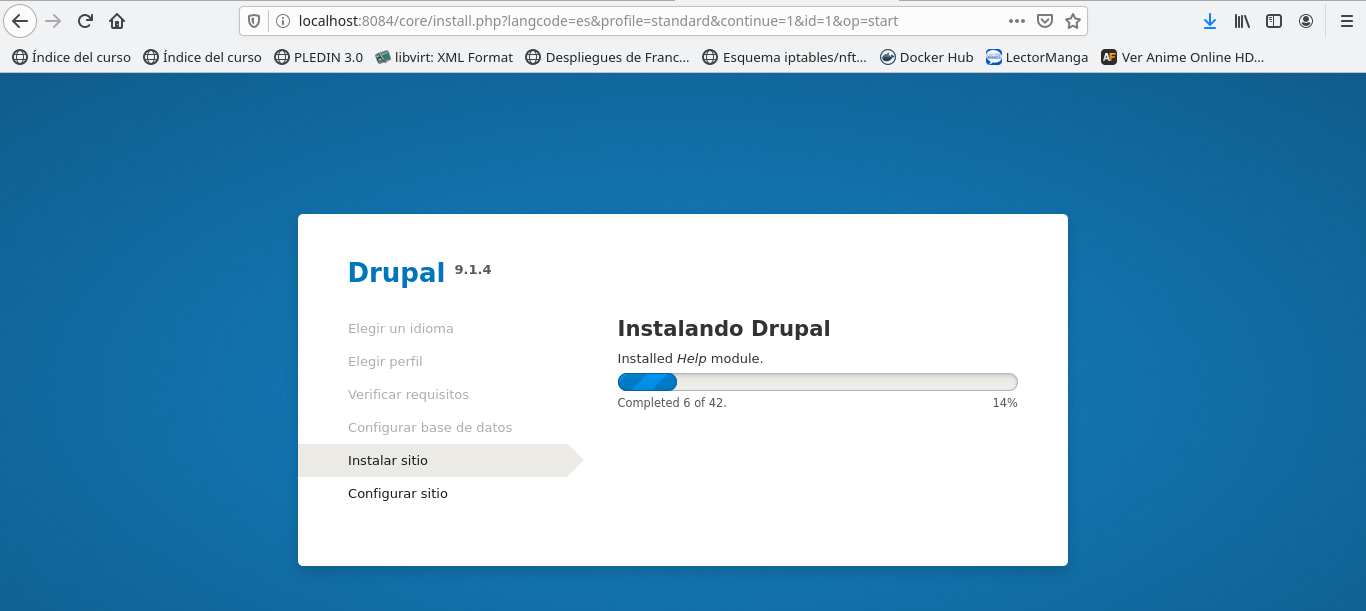 localhost:8084/core/install.php?langcode=es&profile=standard&continue=1&id=1&op=start
Índice del curso Índice del curso PLEDIN 3.0 libvirt: XML Format Despliegues de Franc... Esquema iptables/nft... Docker Hub LectorManga AF Ver Anime Online HD...
Drupal 9.1.4
Elegir un idioma
Elegir perfil
Verificar requisitos
Configurar base de datos
Instalar sitio
Configurar sitio
Instalando Drupal
Installed Help module.
Completed 6 of 42. 14%